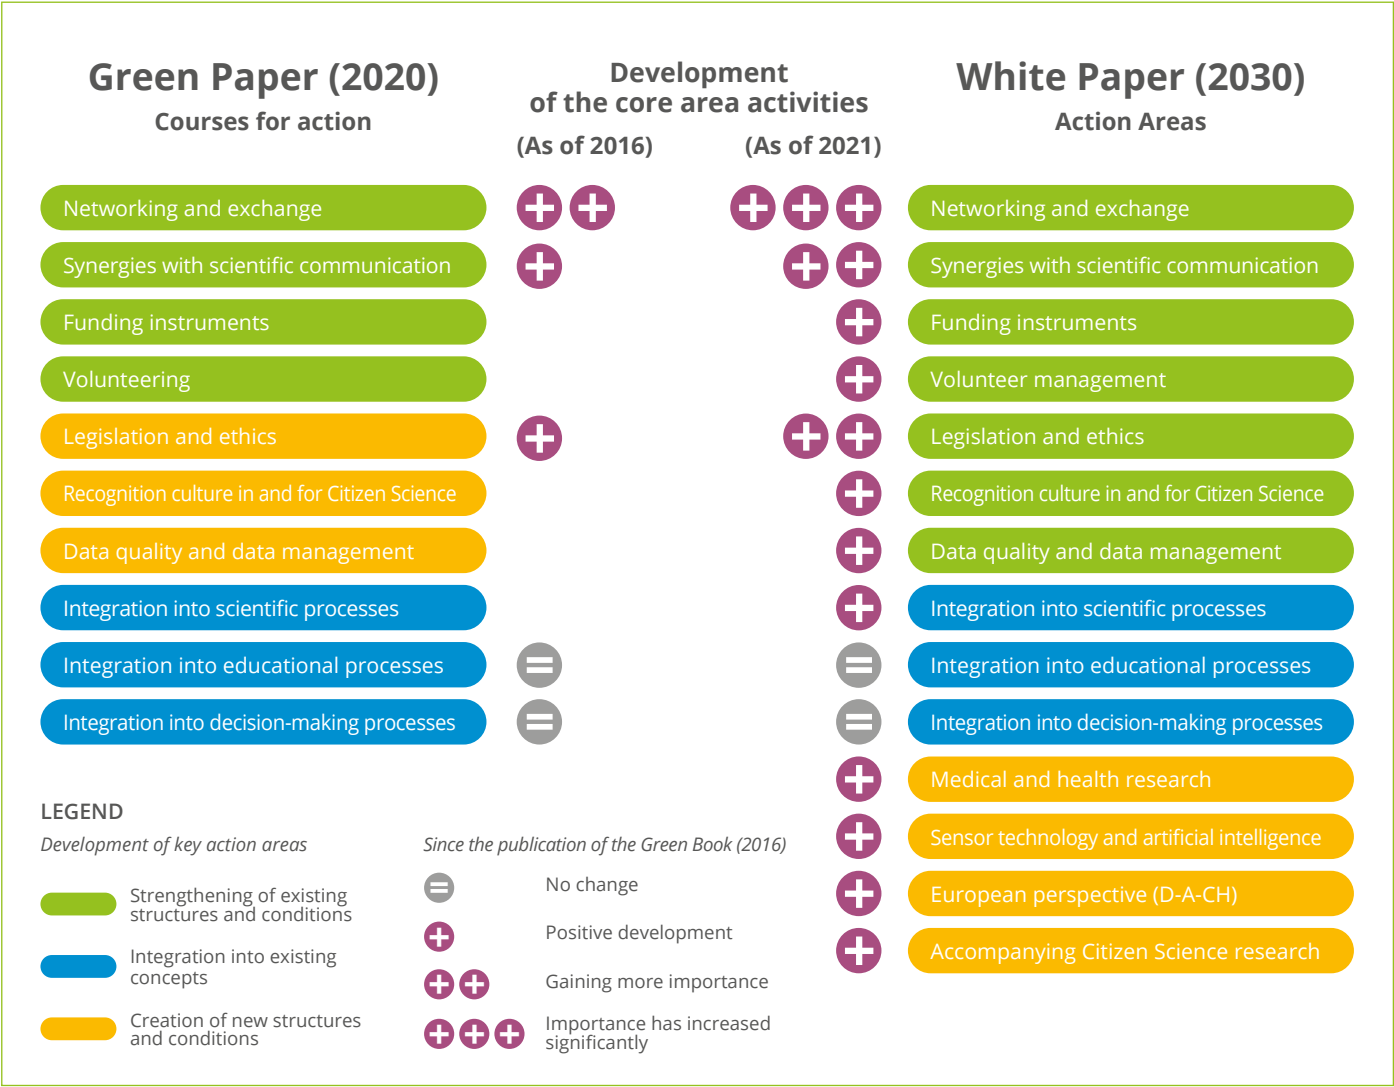 Green Paper (2020)
Courses for action
Development
of the core area activities
(As of 2016)
(As of 2021)
White Paper (2030)
Action Areas
Networking and exchange
Networking and exchange
Synergies with scientific communication
Synergies with scientific communication
Funding instruments
Funding instruments
Volunteering
Volunteer management
Legislation and ethics
Legislation and ethics
Recognition culture in and for Citizen Science
Recognition culture in and for Citizen Science
Data quality and data management
Data quality and data management
Integration into scientific processes
Integration into scientific processes
Integration into educational processes
Integration into educational processes
Integration into decision-making processes
Integration into decision-making processes
Medical and health research
Sensor technology and artificial intelligence
European perspective (D-A-CH)
Accompanying Citizen Science research
LEGEND
Development of key action areas
Strengthening of existing
structures and conditions
Integration into existing
concepts
Creation of new structures
and conditions
Since the publication of the Green Book (2016)
No change
Positive development
Gaining more importance
Importance has increased
significantly